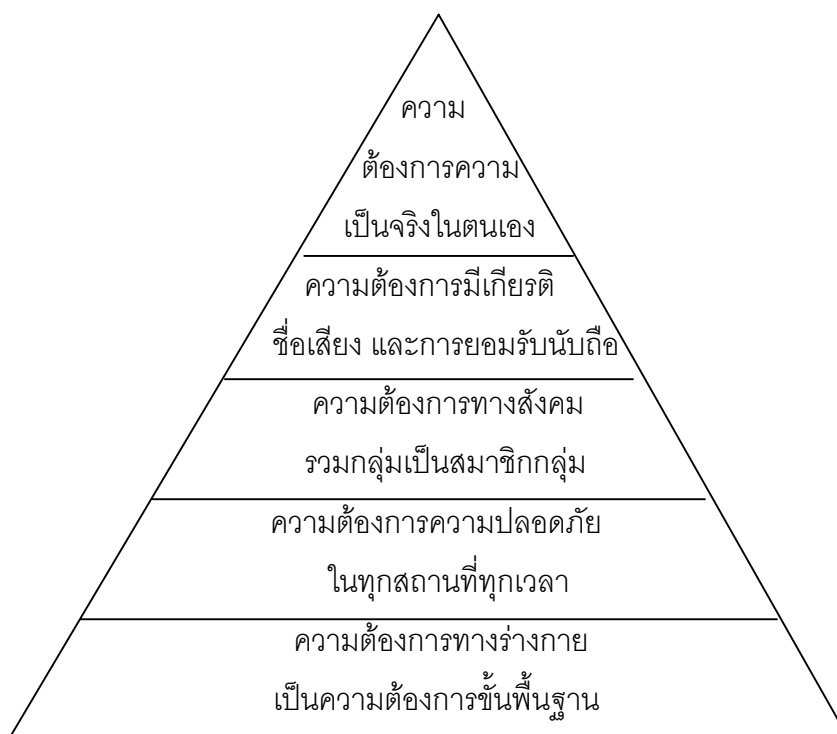 ความ
ต้องการความ
เป็นจริงในตนเอง
ความต้องการมีเกียรติ
ชื่อเสียง และการยอมรับนับถือ
ความต้องการทางสังคม
รวมกลุ่มเป็นสมาชิกกลุ่ม
ความต้องการความปลอดภัย
ในทุกสถานที่ทุกเวลา
ความต้องการทางร่างกาย
เป็นความต้องการขั้นพื้นฐาน